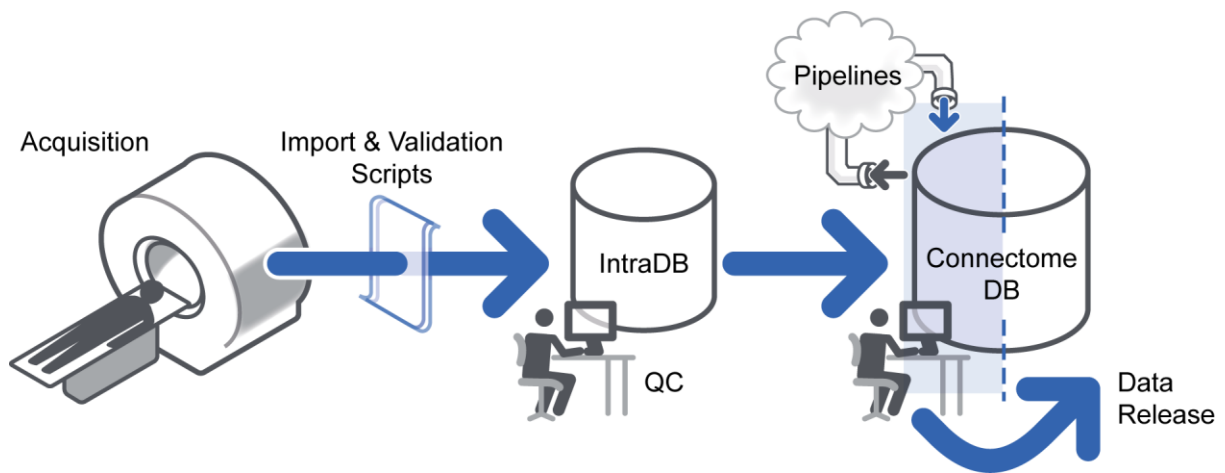 Acquisition
Import & Validation
Scripts
IntraDB
QC
Pipelines
Connectome
DB
Data
Release